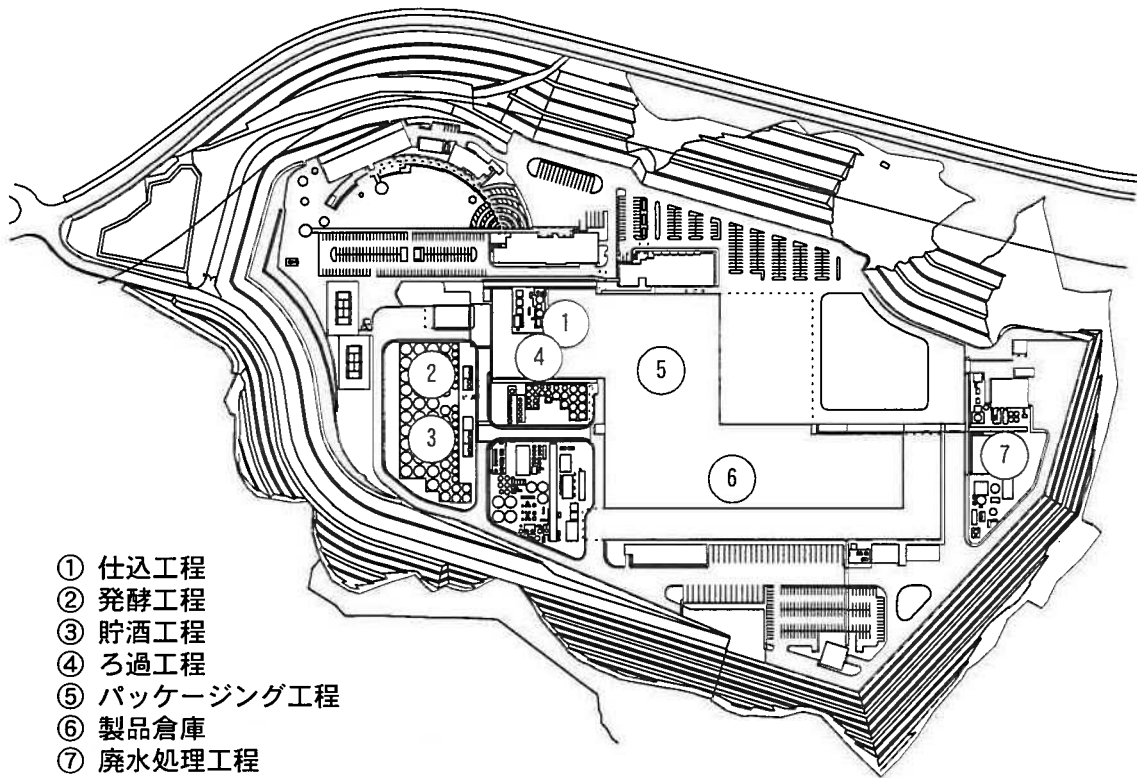 ①
④
②
③
⑤
⑥
⑦
① 仕込工程
② 発酵工程
③ 貯酒工程
④ ろ過工程
⑤ パッケージング工程
⑥ 製品倉庫
⑦ 廃水処理工程